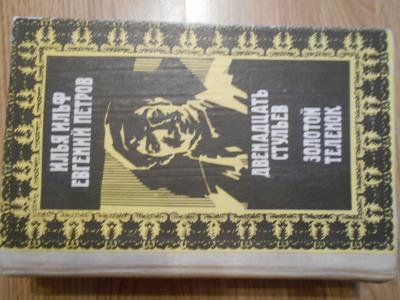 ИЛЬЯ ИЛЬФ
ЕВГЕНИЙ ПЕТРОВ
ДВЕНАДЦАТЬ
СТУЛЬЕВ
ЗОЛОТОЙ
ТЕЛЕНОК